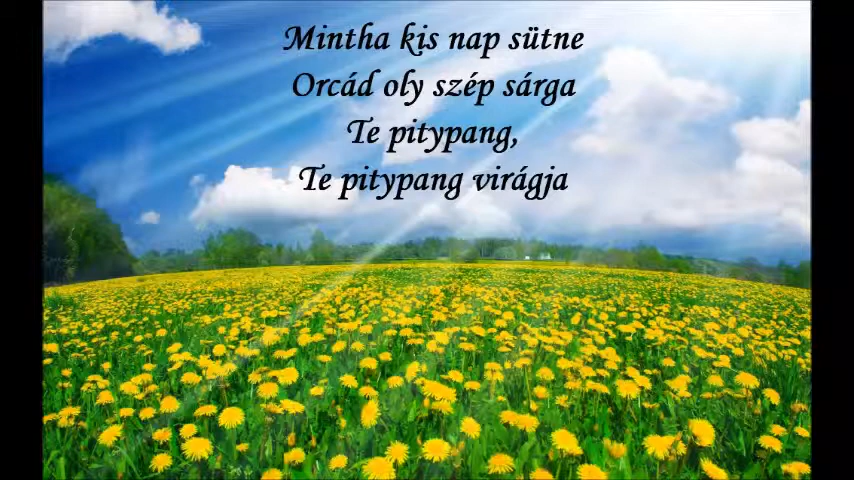 Mintha kis nap sütne
Orcád oly szép sárga
Te pitypang,
Te pitypang virágja